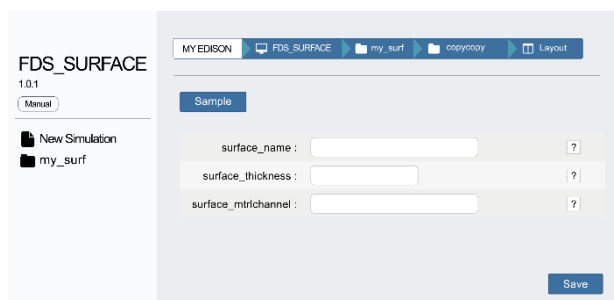 FDS_SURFACE
1.0.1
Manual
New Simulation
my_surf
MY EDISON FDS_SURFACE my_surf copycopy Layout
Sample
surface_name : ?
surface_thickness : ?
surface_mtrlchannel : ?
Save